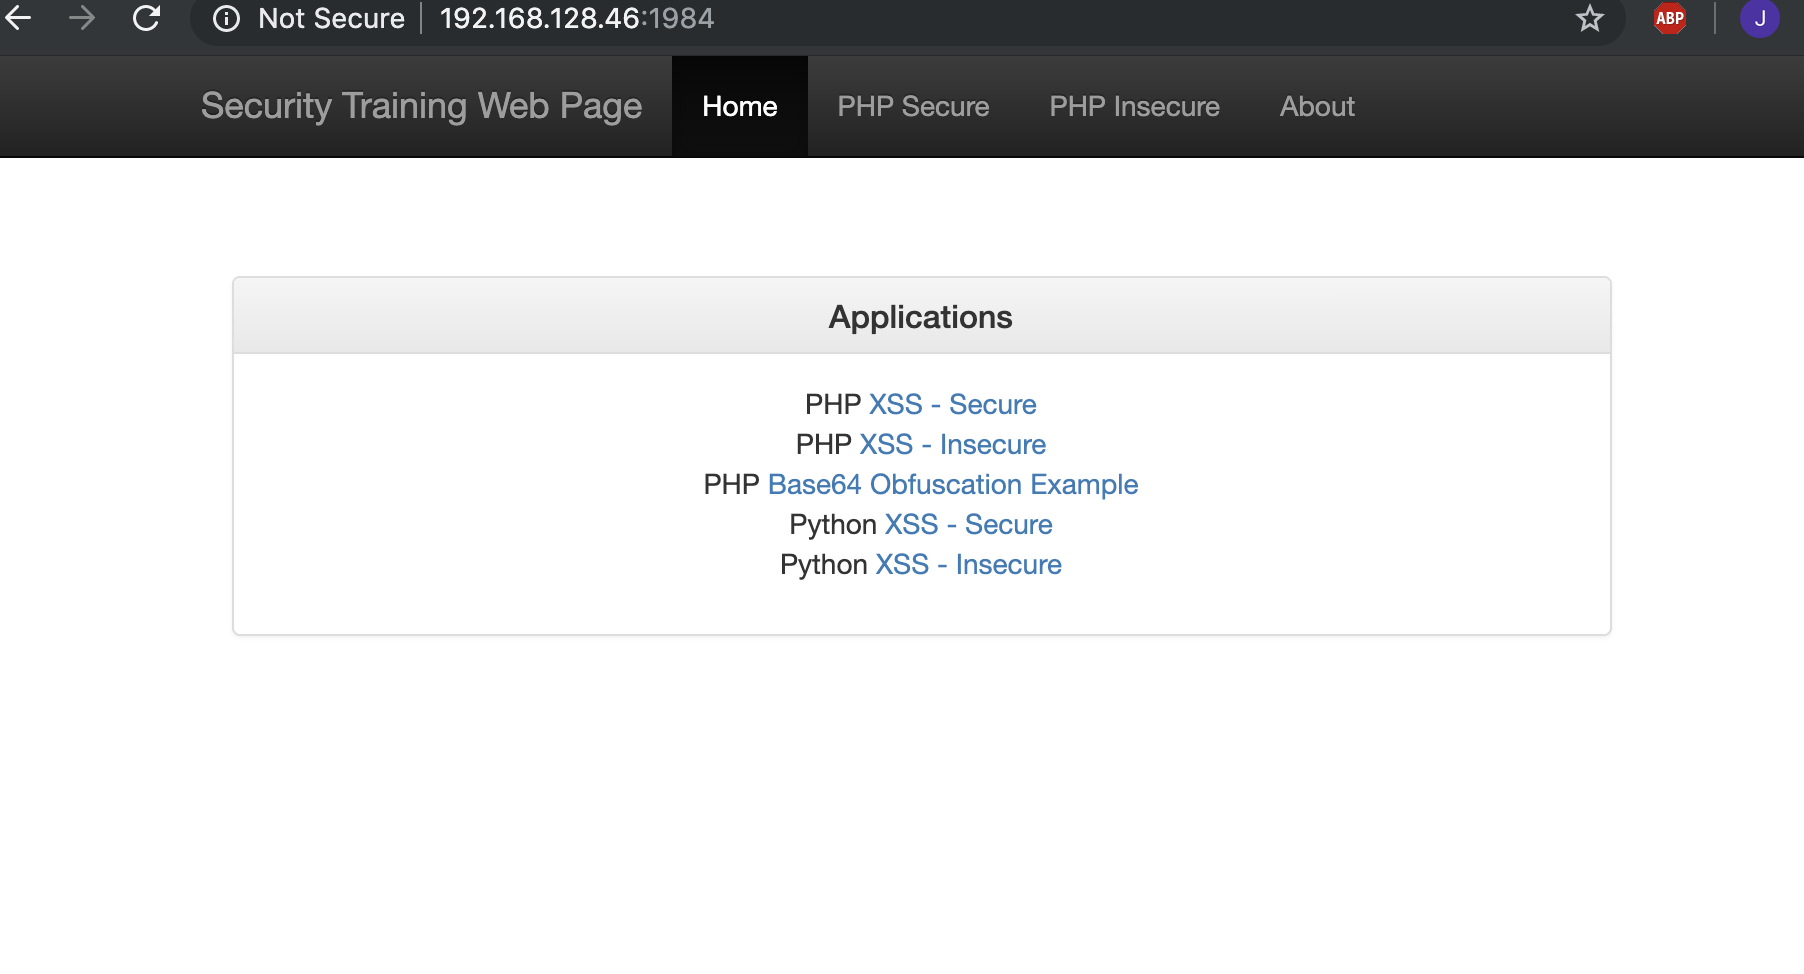 Not Secure 192.168.128.46:1984 ABP J
Security Training Web Page Home PHP Secure PHP Insecure About
Applications
PHP XSS - Secure
PHP XSS - Insecure
PHP Base64 Obfuscation Example
Python XSS - Secure
Python XSS - Insecure